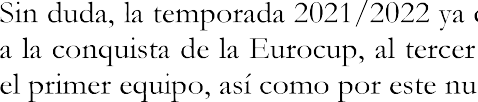 Sin duda, la temporada 2021/2022 ya
a la conquista de la Eurocup, al tercer
el primer equipo, así como por este nu